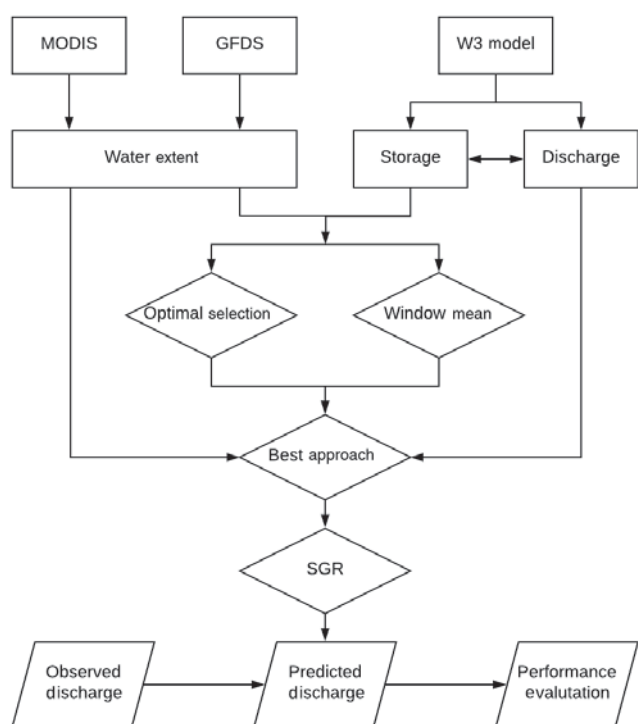 MODIS
GFDS
W3 model
Water extent
Storage
Discharge
Optimal selection
Window mean
Best approach
SGR
Observed
discharge
Predicted
discharge
Performance
evalutation